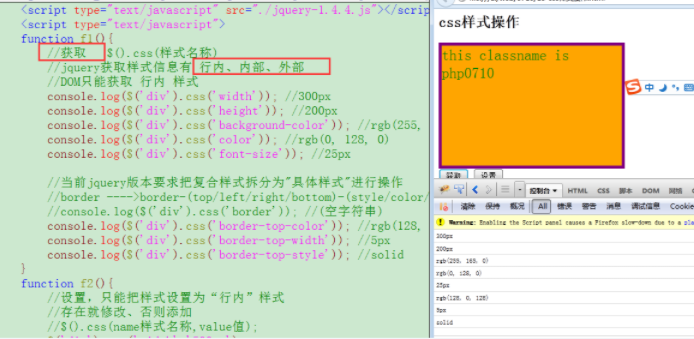 <script type="text/javascript" src="./jquery-1.4.4.js"></scrip
<script type="text/javascript">
function f1(){
//获取 $().css(样式名称)
//jquery获取样式信息有 行内、内部、外部
//DOM只能获取 行内 样式
console.log($('div').css('width')); //300px
console.log($('div').css('height')); //200px
console.log($('div').css('background-color')); //rgb(255,
console.log($('div').css('color')); //rgb(0, 128, 0)
console.log($('div').css('font-size')); //25px
//当前jquery版本要求把复合样式拆分为"具体样式"进行操作
//border ---->border-(top/left/right/bottom)-(style/color/
//console.log($('div').css('border')); //(空字符串)
console.log($('div').css('border-top-color')); //rgb(128,
console.log($('div').css('border-top-width')); //5px
console.log($('div').css('border-top-style')); //solid
}
function f2(){
//设置，只能把样式设置为“行内”样式
//存在就修改、否则添加
//$().css(name样式名称,value值);
css样式操作
this classname is
php0710
中
设置
控制台 HTML CSS 脚本 DOM 网络
清除 保持 概况 All 错误 警告 消息 调试信息 Cookie
Warning: Enabling the Script panel causes a Firefox slow-down due to a pla
300px
200px
rgb(255, 165, 0)
rgb(0, 128, 0)
25px
rgb(128, 0, 128)
5px
solid